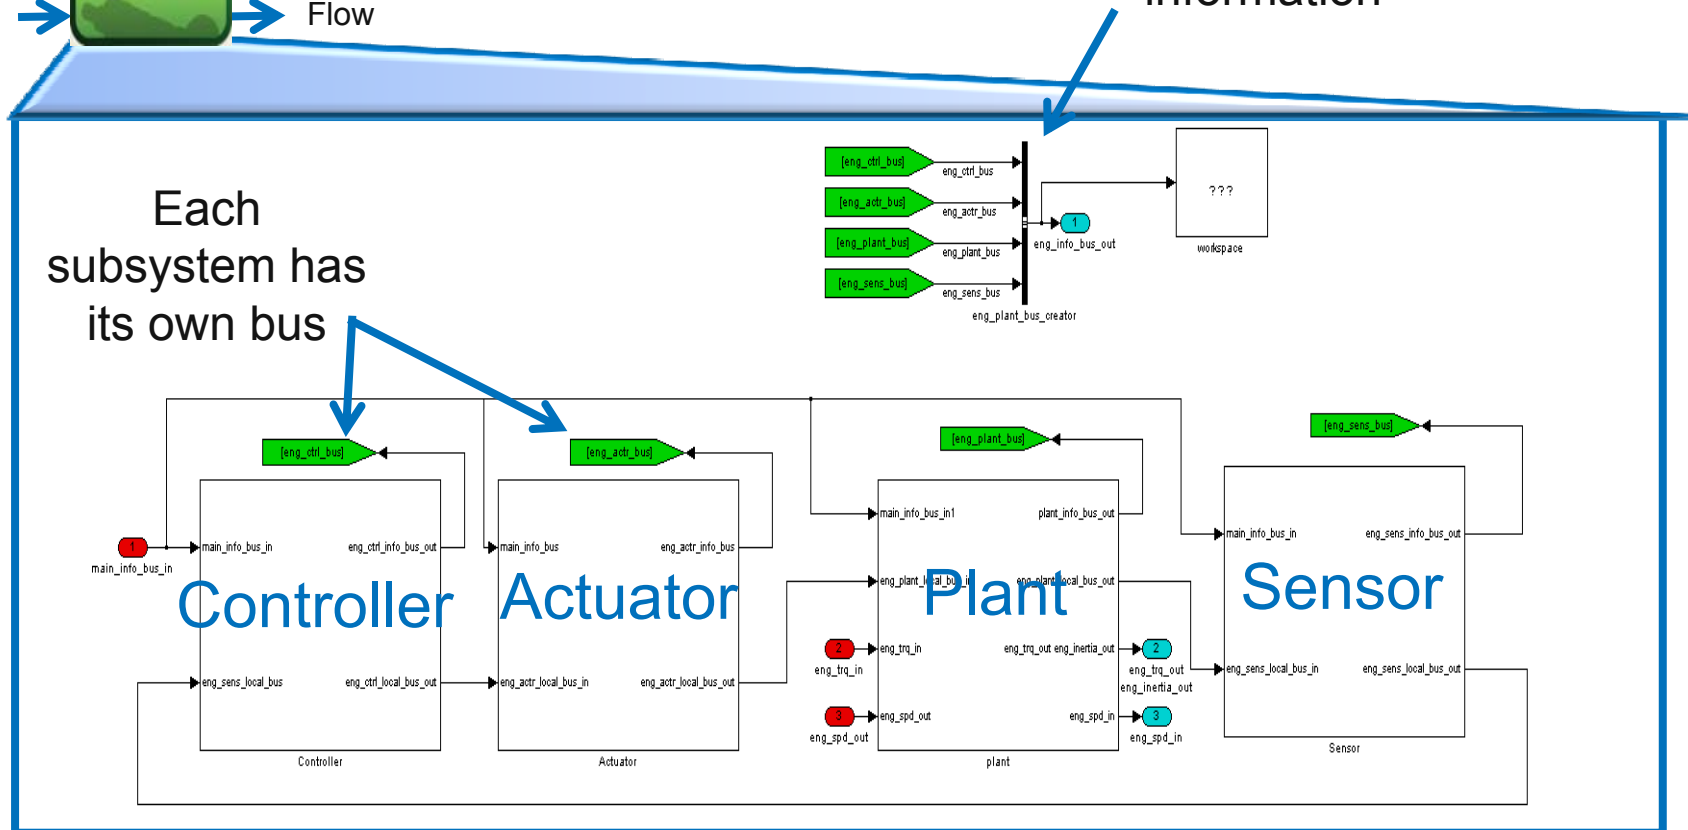 Flow
information
Each
subsystem has
its own bus
[eng_ctrl_bus]
eng_ctrl_bus
[eng_actr_bus]
eng_actr_bus
[eng_plant_bus]
eng_plant_bus
[eng_sens_bus]
eng_sens_bus
eng_plant_bus_creator
1
eng_info_bus_out
???
workspace
[eng_ctrl_bus]
[eng_actr_bus]
[eng_plant_bus]
[eng_sens_bus]
1
main_info_bus_in
main_info_bus_in
eng_ctrl_info_bus_out
Controller
eng_sens_local_bus
eng_ctrl_local_bus_out
Controller
main_info_bus
eng_actr_info_bus
Actuator
eng_actr_local_bus_in
eng_actr_local_bus_out
Actuator
main_info_bus_in1
plant_info_bus_out
eng_plant_local_bus_in
eng_plant_local_bus_out
Plant
2
eng_trq_in
eng_trq_in
eng_trq_out eng_inertia_out
2
eng_trq_out
eng_inertia_out
3
eng_spd_out
eng_spd_out
eng_spd_in
3
eng_spd_in
plant
main_info_bus_in
eng_sens_info_bus_out
Sensor
eng_sens_local_bus_in
eng_sens_local_bus_out
Sensor